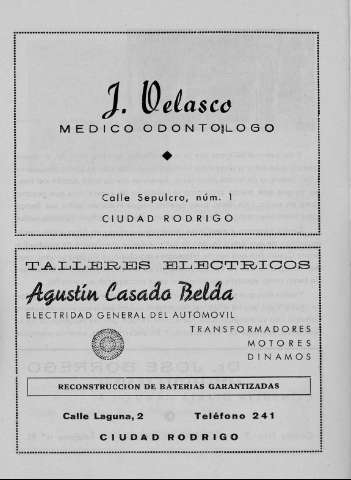 J. Velasco
MEDICO ODONTOLOGO
Calle Sepulcro, núm. 1
CIUDAD RODRIGO
TALLERES ELECTRICOS
Agustín Casado Belda
ELECTRIDAD GENERAL DEL AUTOMOVIL
TRANSFORMADORES
MOTORES
DINAMOS
RECONSTRUCCION DE BATERIAS GARANTIZADAS
Calle Laguna, 2 Teléfono 241
CIUDAD RODRIGO